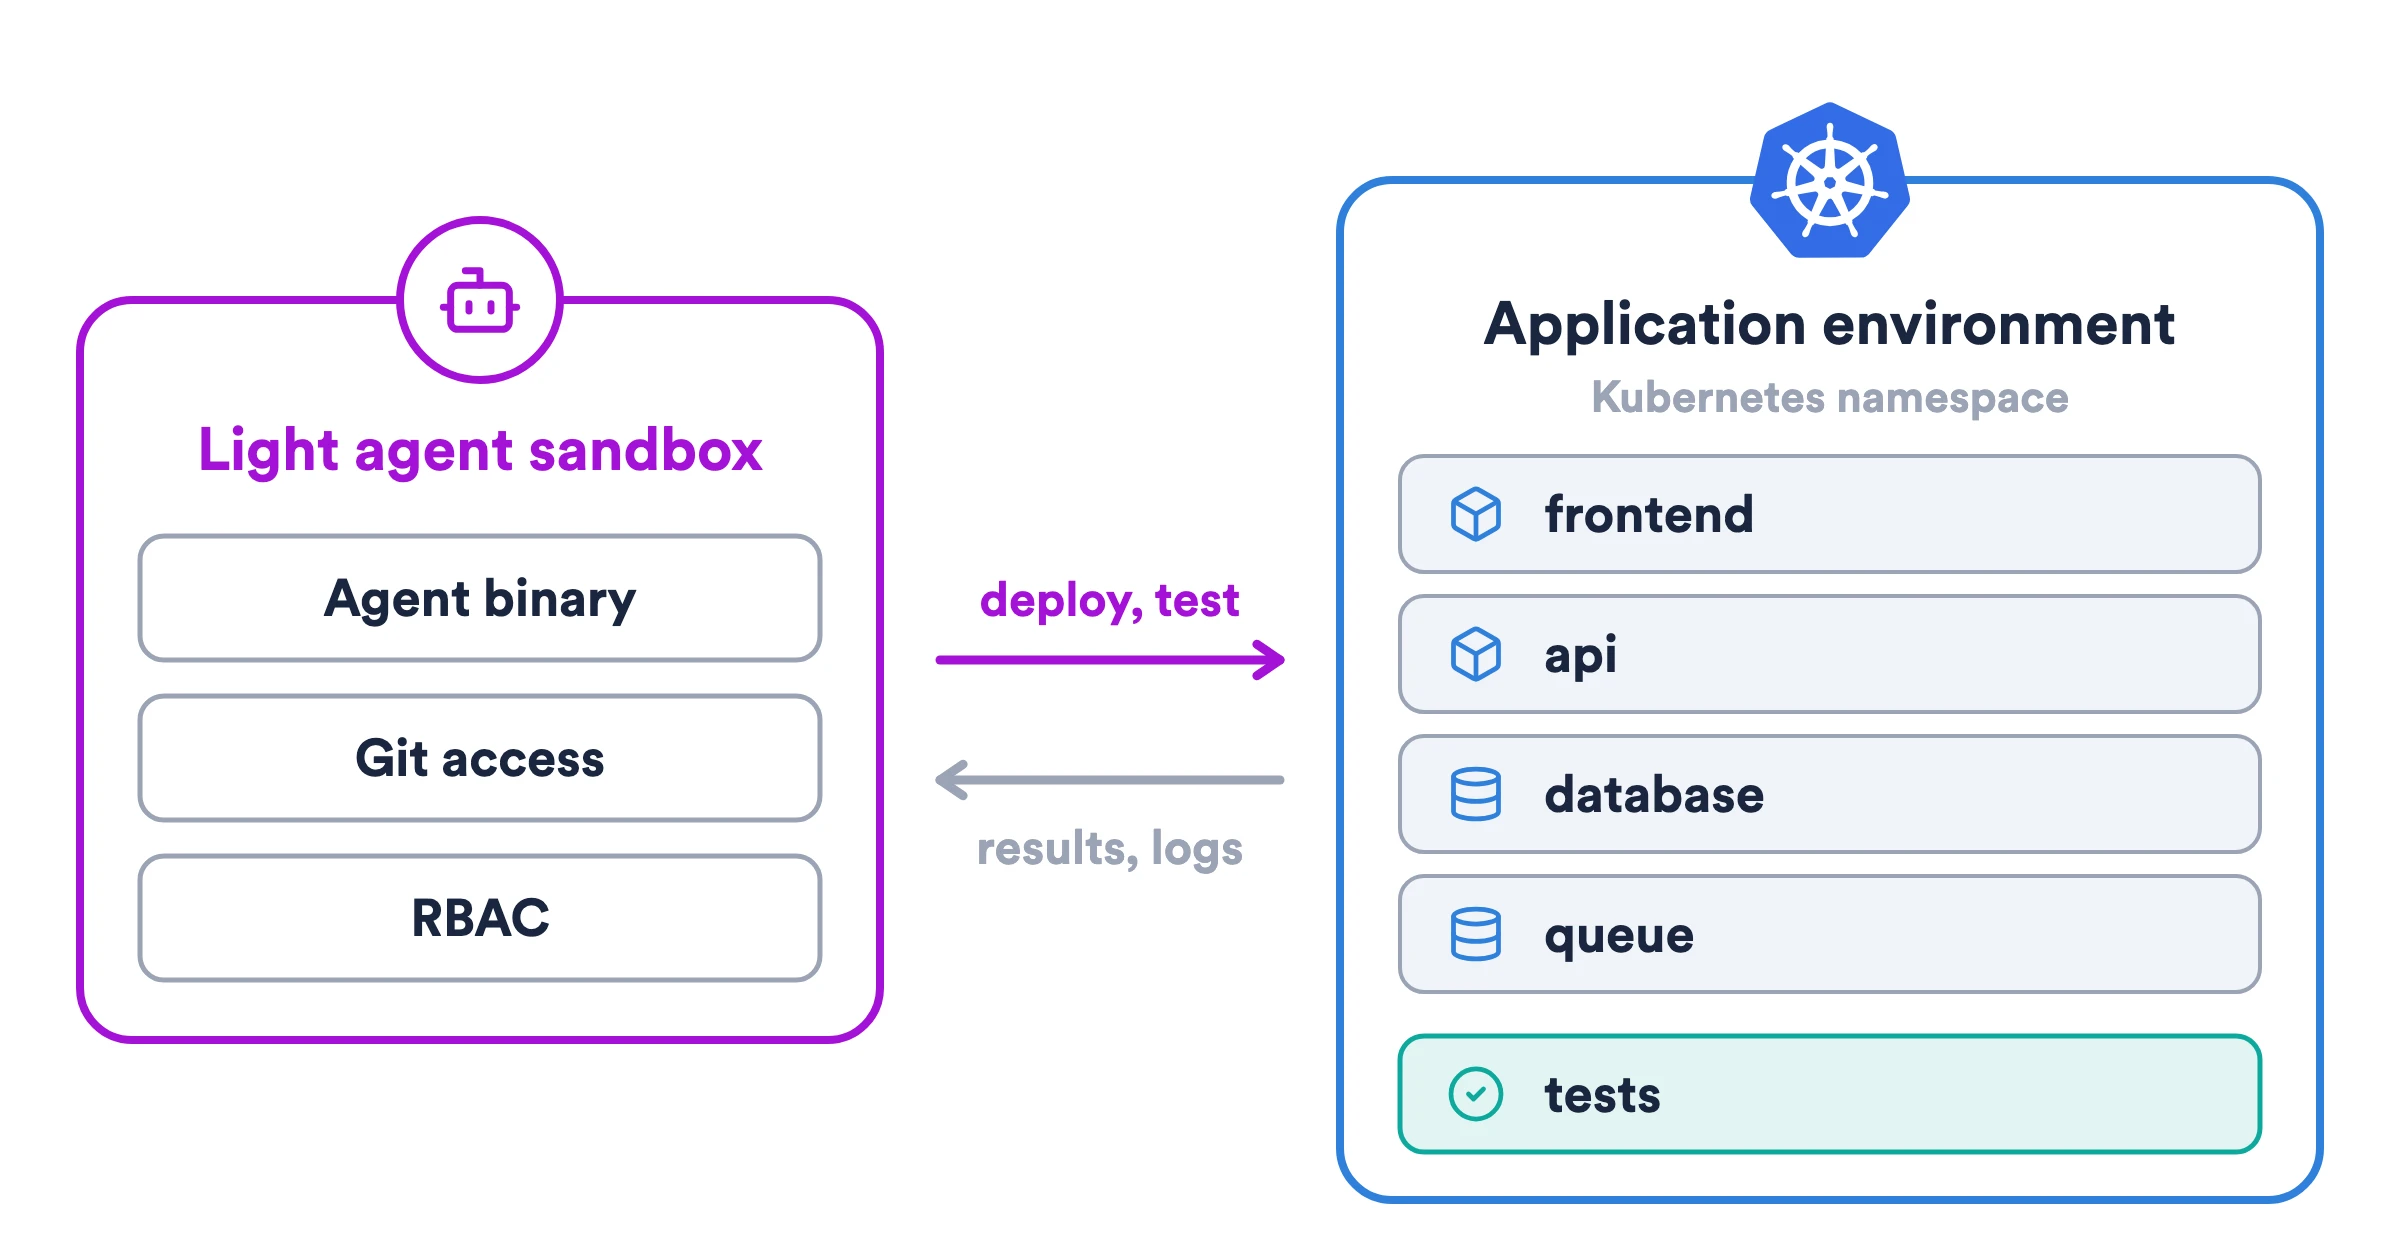 Light agent sandbox
Agent binary
Git access
RBAC
deploy, test
results, logs
Application environment
Kubernetes namespace
frontend
api
database
queue
tests